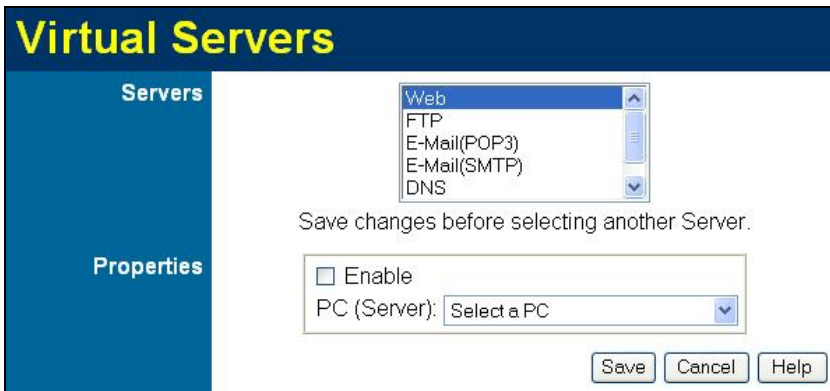 Virtual Servers
Servers
Web
FTP
E-Mail(POP3)
E-Mail(SMTP)
DNS
Save changes before selecting another Server.
Properties
Enable
PC (Server): Select a PC
Save Cancel Help